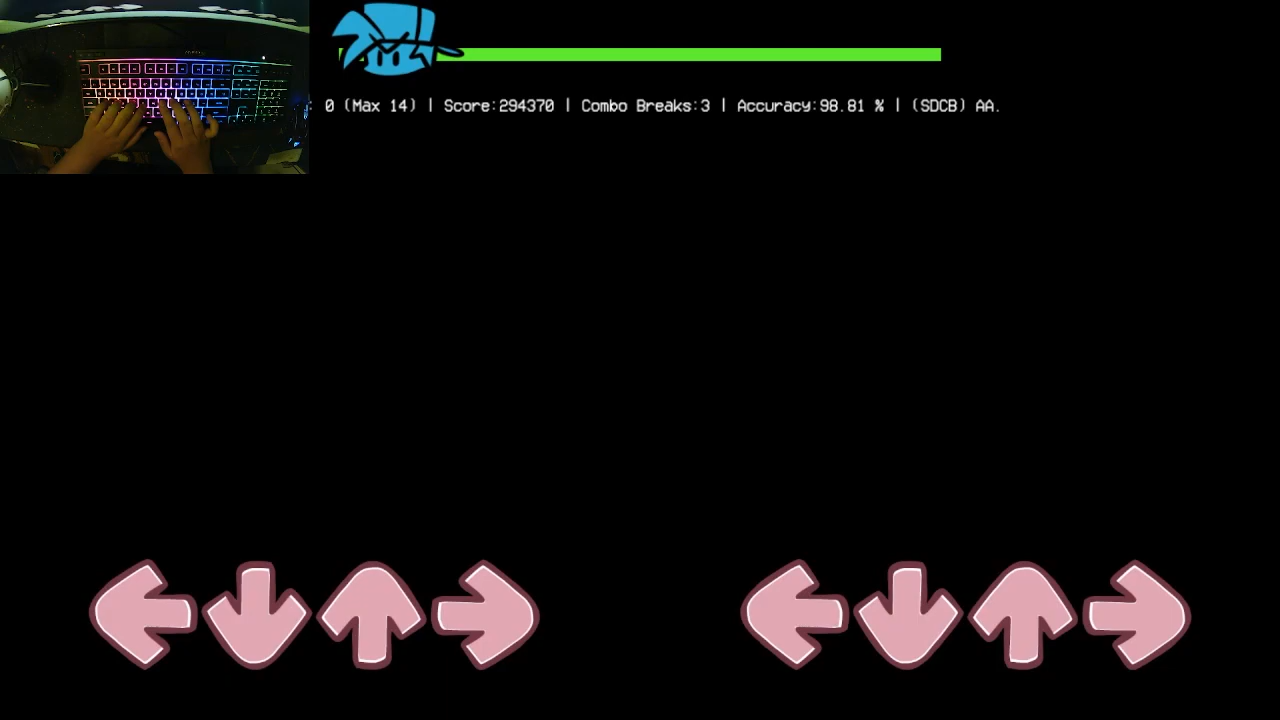 : 0 (Max 14) | Score:294370 | Combo Breaks:3 | Accuracy:98.81 % | (SDCB) AA.